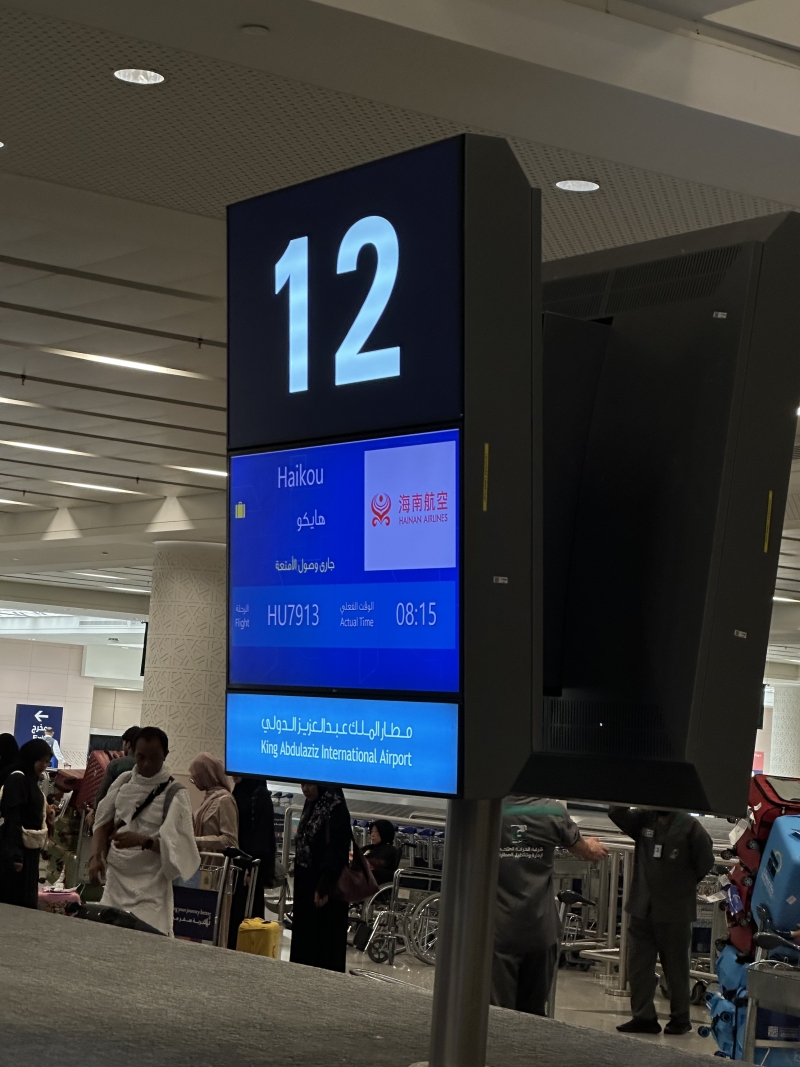 12
Haikou
هايكو
جاري وصول الأمتعة
海南航空
HAINAN AIRLINES
الرحلة
Flight
HU7913
الوقت الفعلي
Actual Time
08:15
مطار الملك عبدالعزيز الدولي
King Abdulaziz International Airport
مخرج